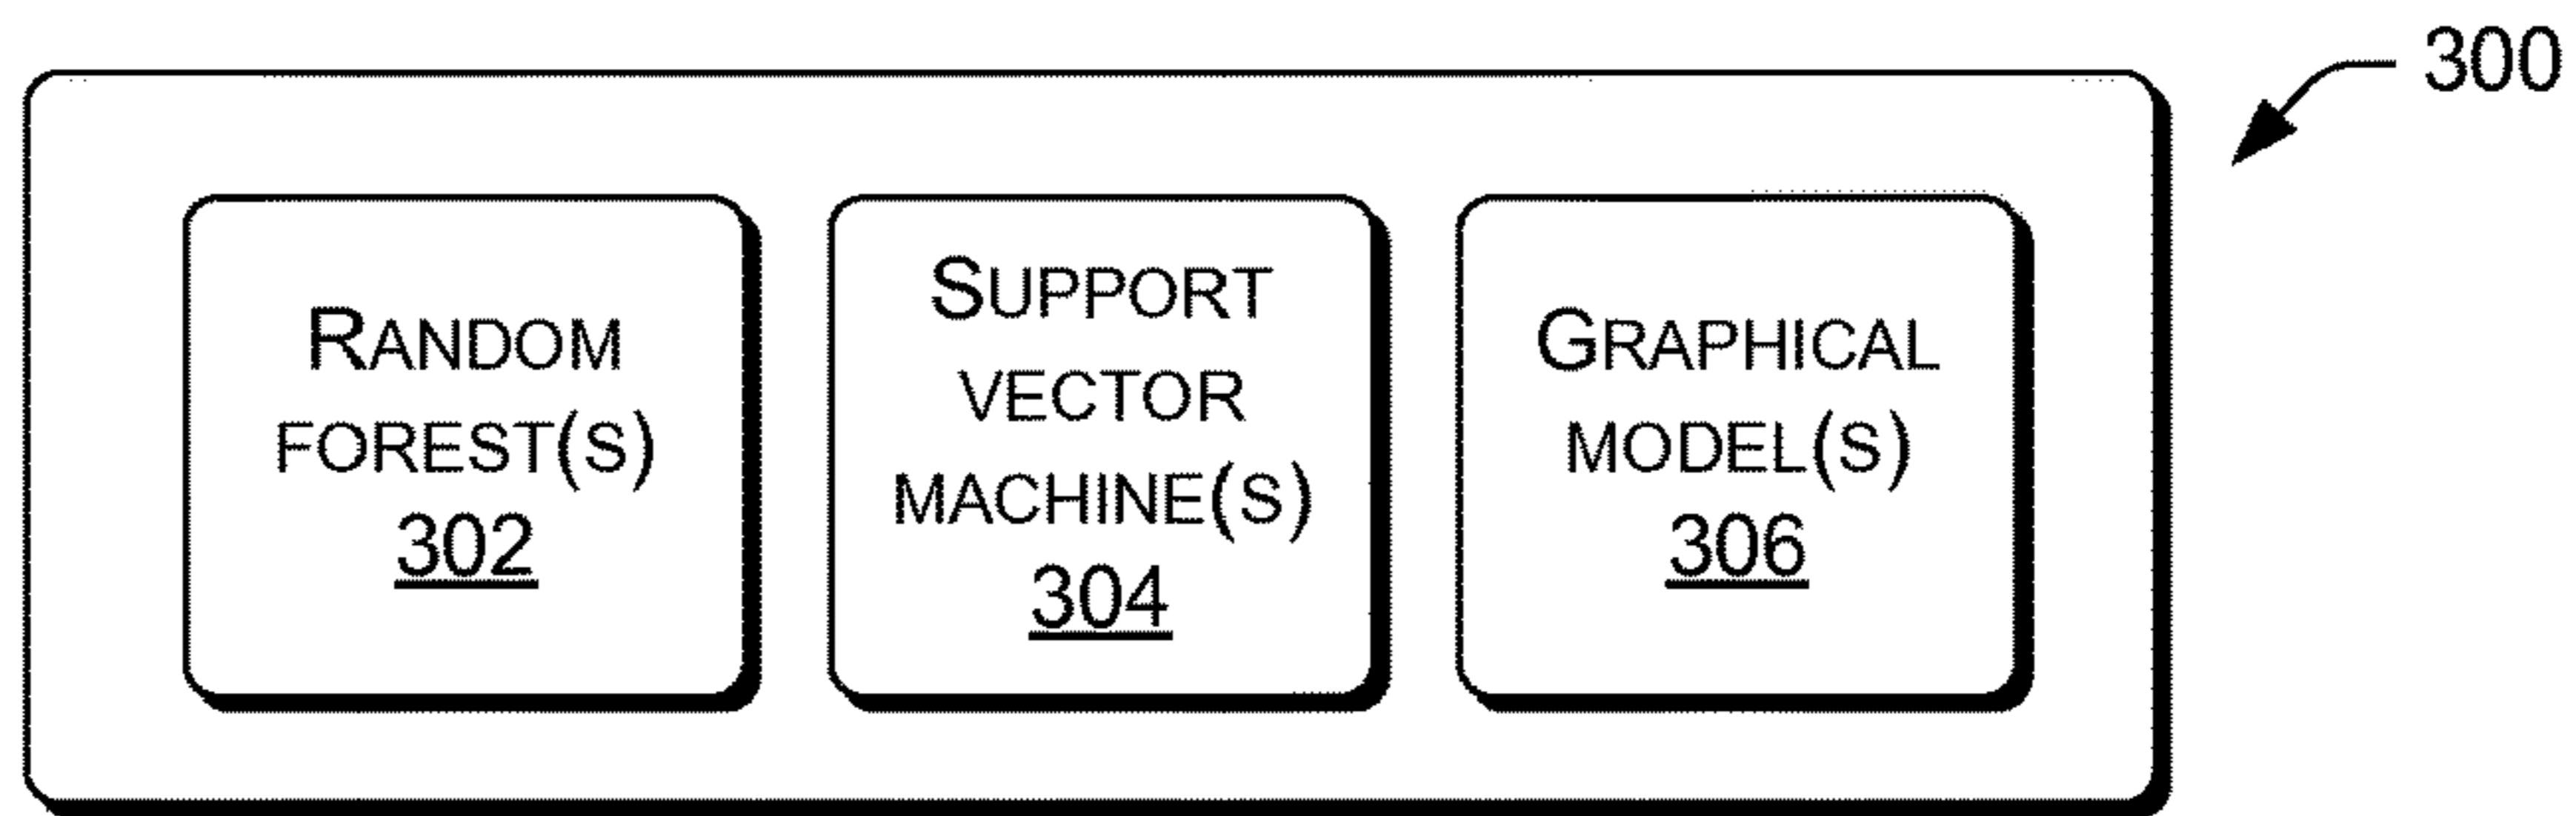 300
RANDOM
FOREST(S)
302
SUPPORT
VECTOR
MACHINE(S)
304
GRAPHICAL
MODEL(S)
306